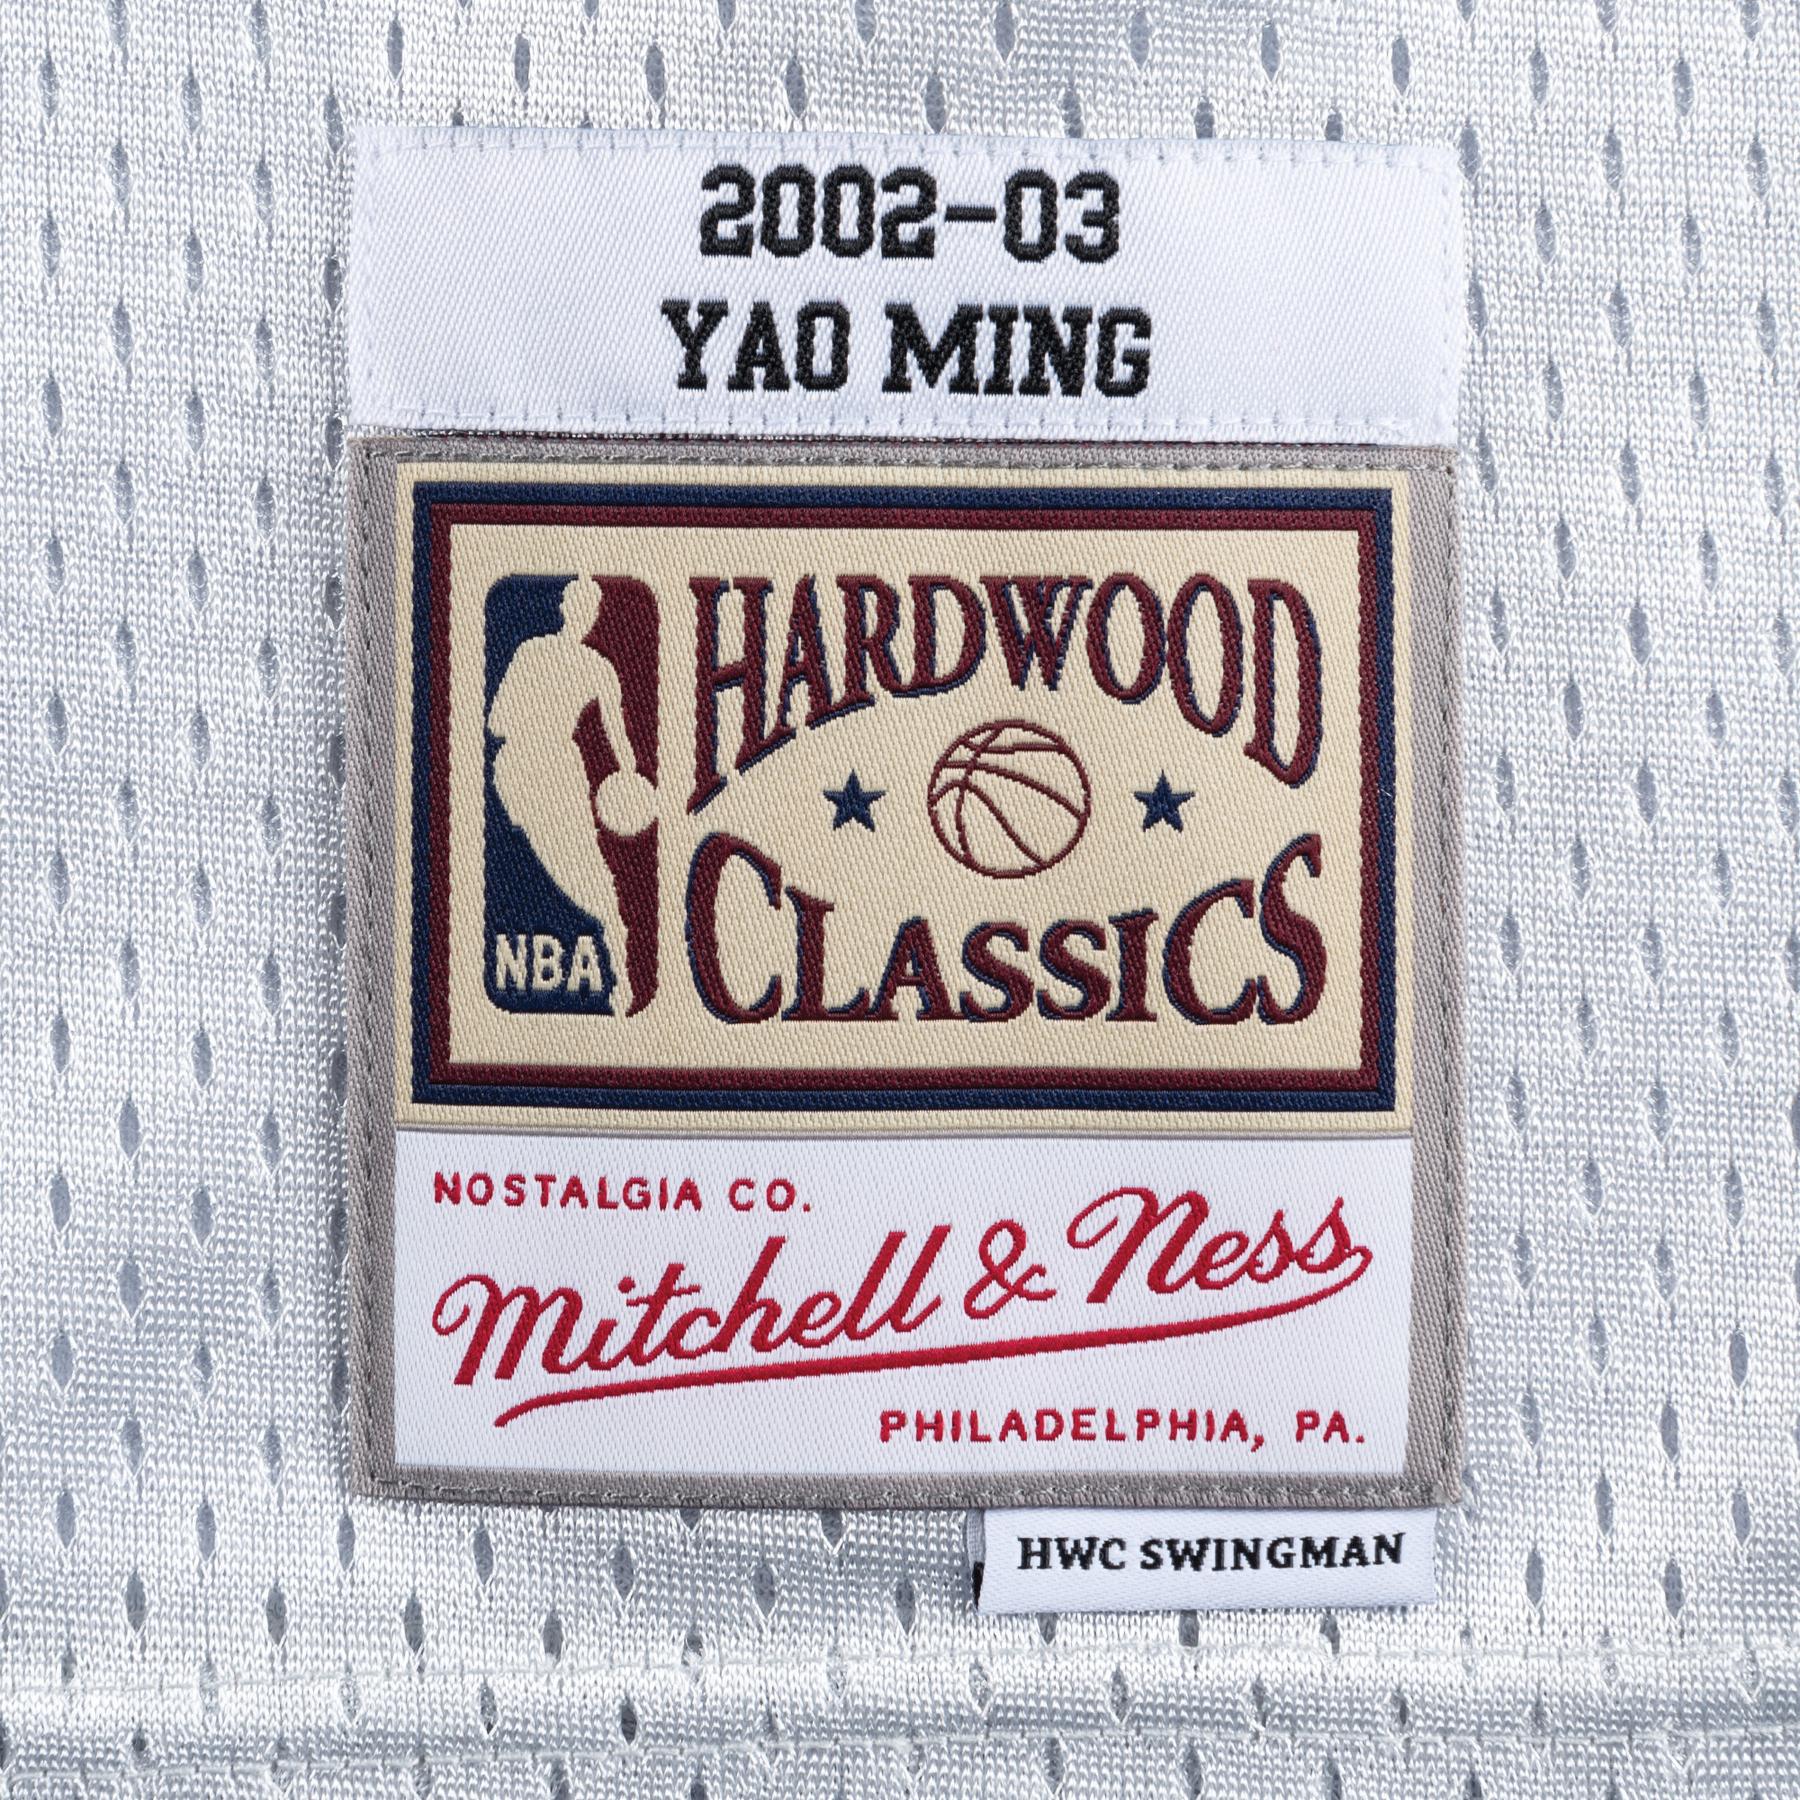 2002-03
YAO MING
HARDWOOD
CLASSICS
NBA
NOSTALGIA CO.
Mitchell & Ness
PHILADELPHIA, PA.
HWC SWINGMAN